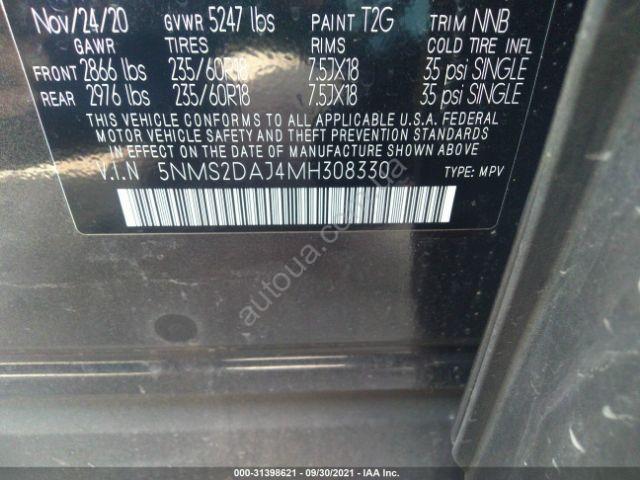 Nov/24/20 GVWR 5247 lbs PAINT T2G TRIM NNB
GAWR TIRES RIMS COLD TIRE INFL
FRONT 2866 lbs 235/60R18 7.5JX18 35 psi SINGLE
REAR 2976 lbs 235/60R18 7.5JX18 35 psi SINGLE
THIS VEHICLE CONFORMS TO ALL APPLICABLE U.S.A. FEDERAL
MOTOR VEHICLE SAFETY AND THEFT PREVENTION STANDARDS
IN EFFECT ON THE DATE OF MANUFACTURE SHOWN ABOVE.
V.I.N 5NMS2DAJ4MH308330 TYPE: MPV
autoua.com.ua
000-31398621 - 09/30/2021 - IAA Inc.